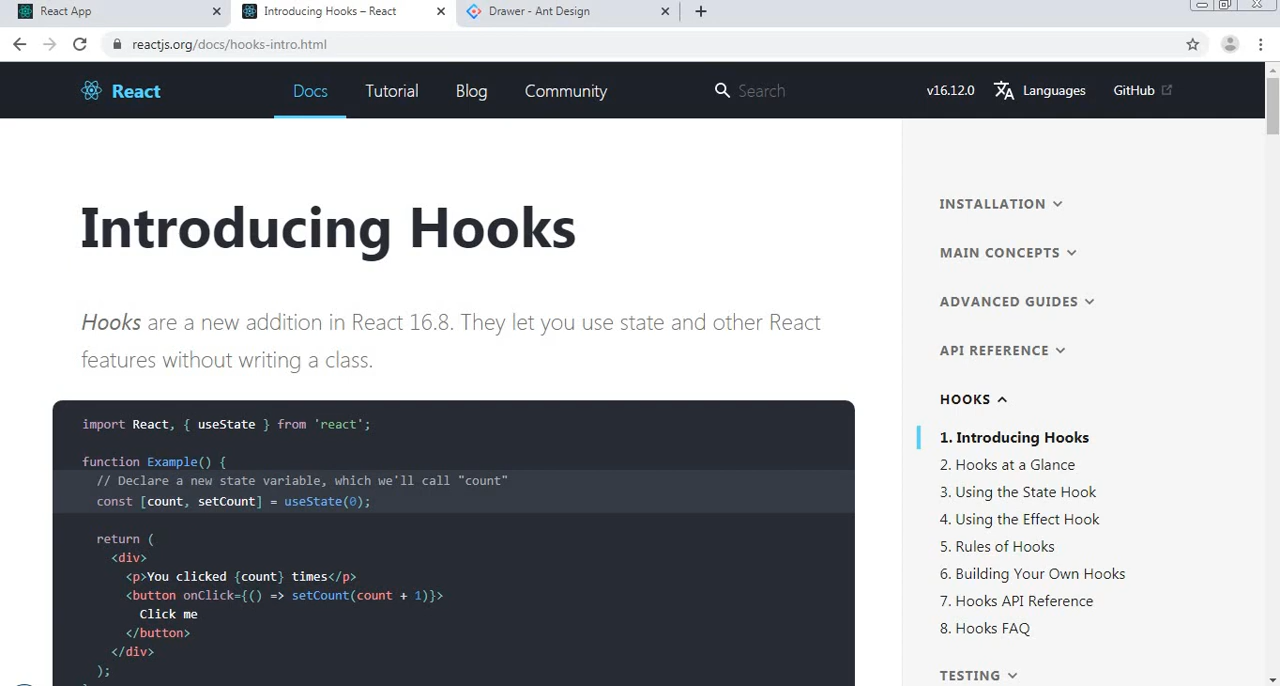 React App
Introducing Hooks – React
Drawer - Ant Design
reactjs.org/docs/hooks-intro.html
React
Docs
Tutorial
Blog
Community
Search
v16.12.0
Languages
GitHub
Introducing Hooks
Hooks are a new addition in React 16.8. They let you use state and other React
features without writing a class.
import React, { useState } from 'react';
function Example() {
// Declare a new state variable, which we'll call "count"
const [count, setCount] = useState(0);
return (
<div>
<p>You clicked {count} times</p>
<button onClick={() => setCount(count + 1)}>
Click me
</button>
</div>
);
INSTALLATION
MAIN CONCEPTS
ADVANCED GUIDES
API REFERENCE
HOOKS
1. Introducing Hooks
2. Hooks at a Glance
3. Using the State Hook
4. Using the Effect Hook
5. Rules of Hooks
6. Building Your Own Hooks
7. Hooks API Reference
8. Hooks FAQ
TESTING